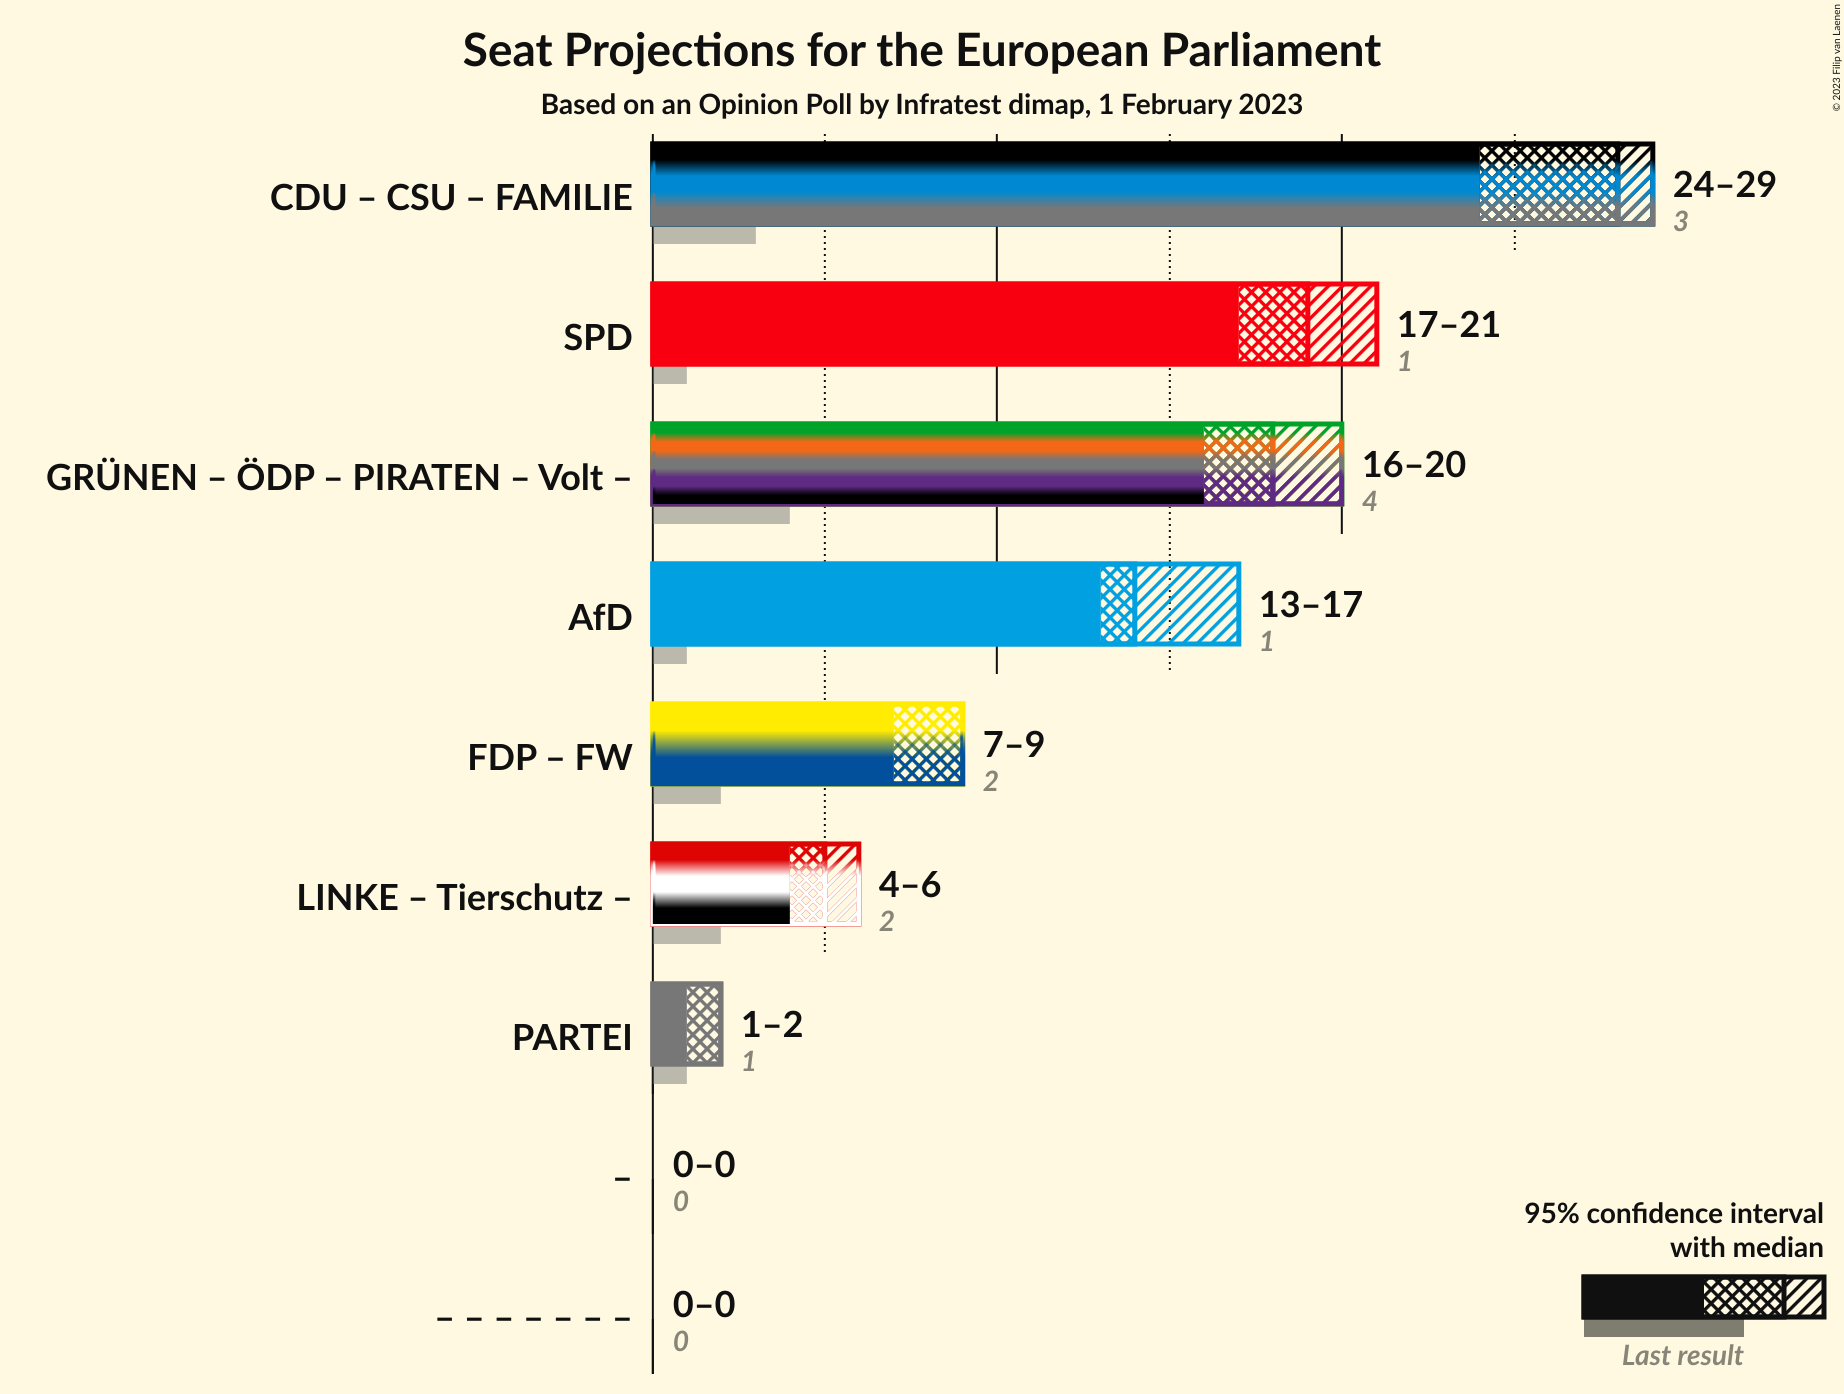 Seat Projections for the European Parliament
Based on an Opinion Poll by Infratest dimap, 1 February 2023
© 2023 Filip van Laenen
CDU – CSU – FAMILIE
24–29
3
SPD
17–21
1
GRÜNEN – ÖDP – PIRATEN – Volt –
16–20
4
AfD
13–17
1
FDP – FW
7–9
2
LINKE – Tierschutz –
4–6
2
PARTEI
1–2
1
–
0–0
0
– – – – – – –
0–0
0
95% confidence interval
with median
Last result